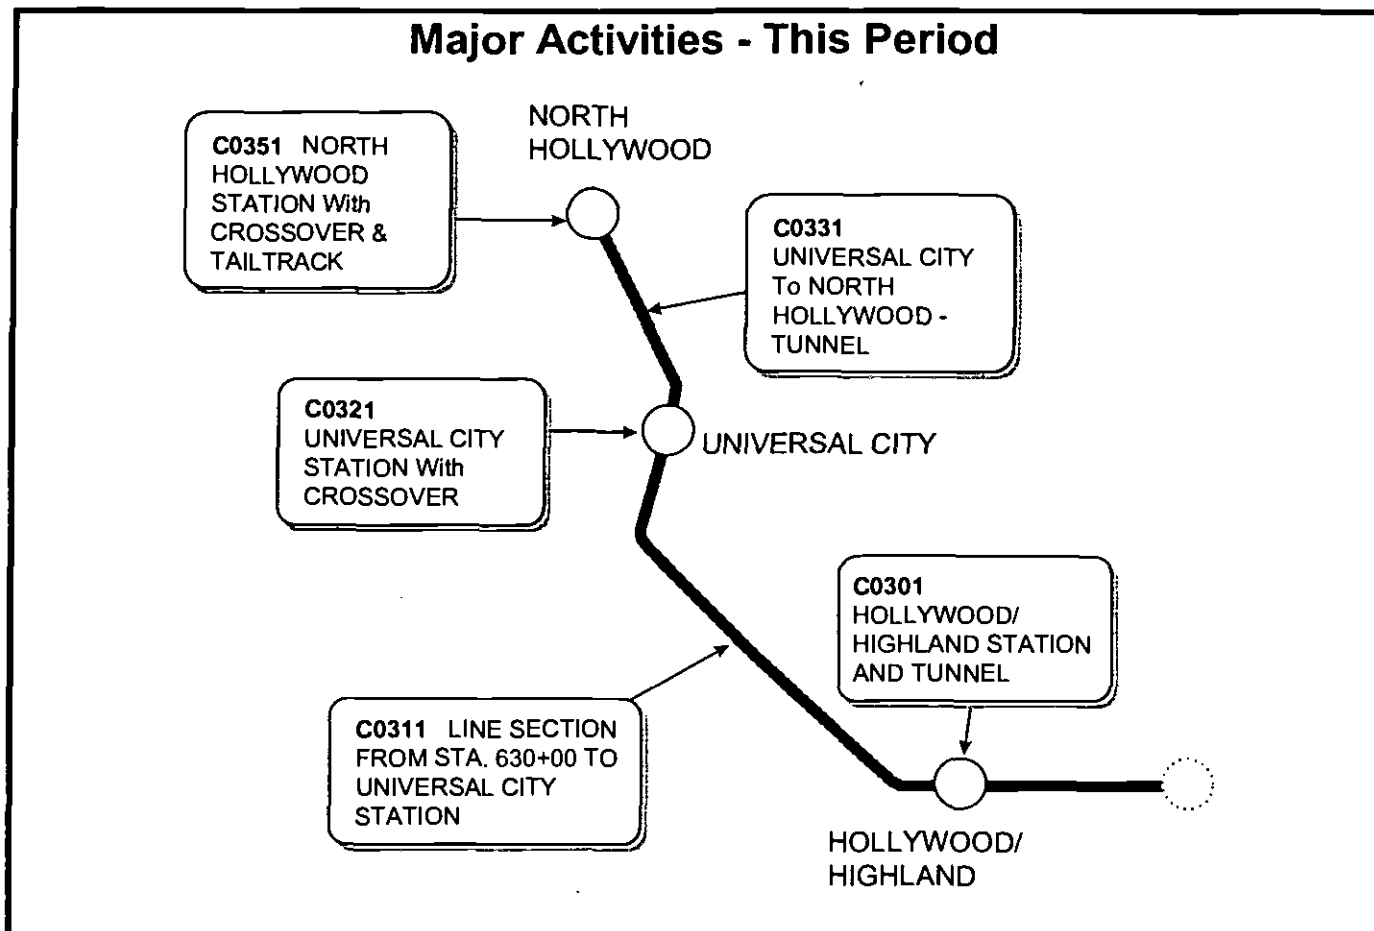 Major Activities - This Period
NORTH
HOLLYWOOD
C0351 NORTH
HOLLYWOOD
STATION With
CROSSOVER &
TAILTRACK
C0331
UNIVERSAL CITY
To NORTH
HOLLYWOOD -
TUNNEL
C0321
UNIVERSAL CITY
STATION With
CROSSOVER
UNIVERSAL CITY
C0301
HOLLYWOOD/
HIGHLAND STATION
AND TUNNEL
C0311 LINE SECTION
FROM STA. 630+00 TO
UNIVERSAL CITY
STATION
HOLLYWOOD/
HIGHLAND